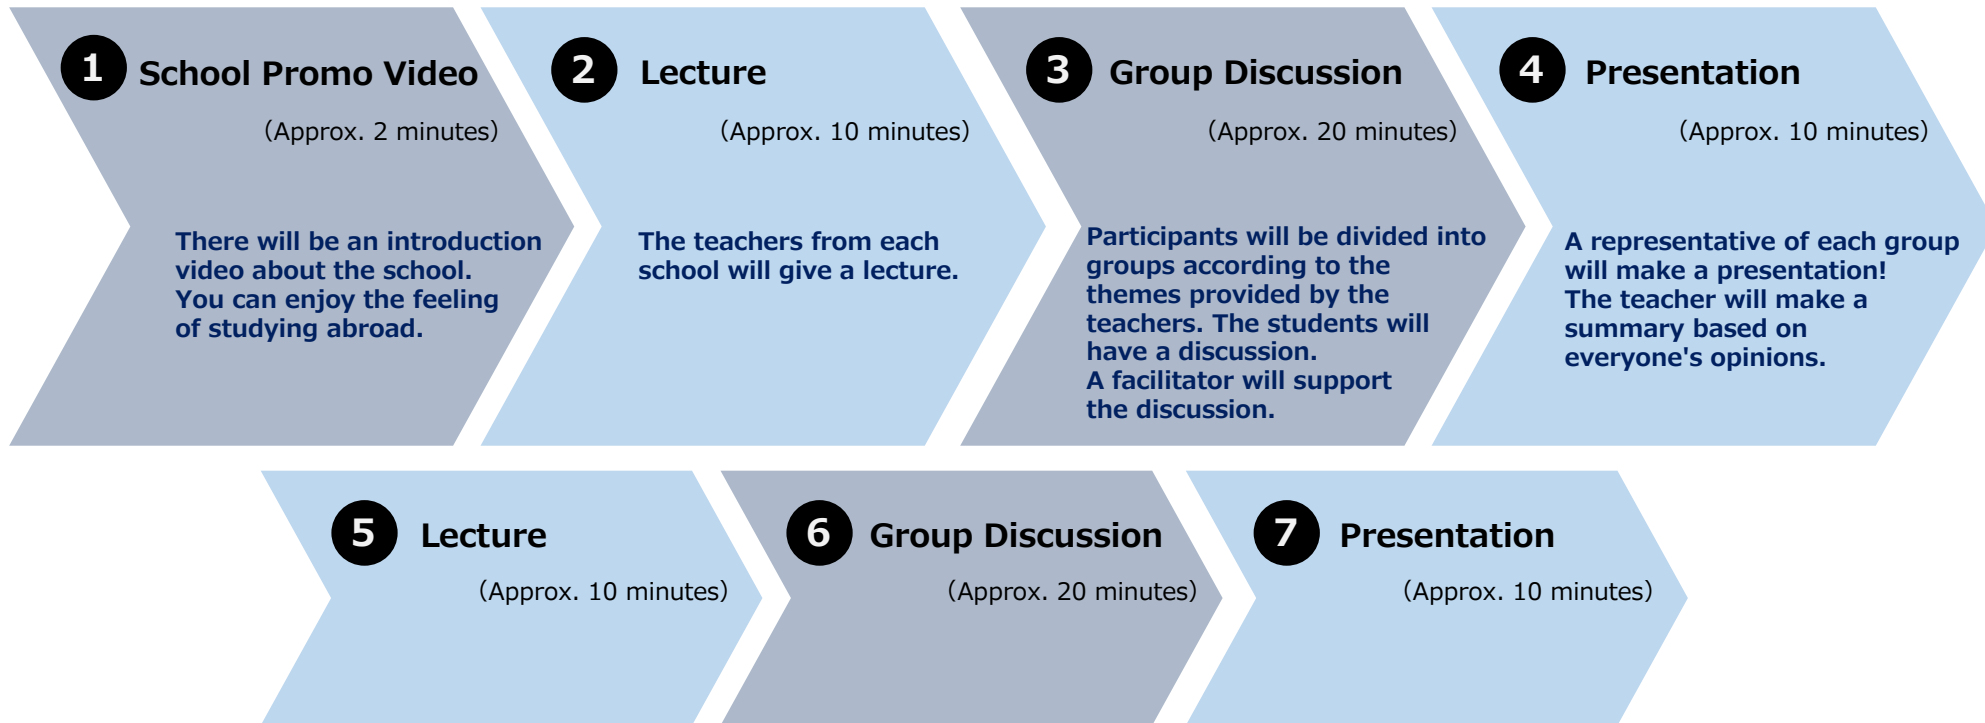 1 School Promo Video
（Approx. 2 minutes）
There will be an introduction
video about the school.
You can enjoy the feeling
of studying abroad.
2 Lecture
（Approx. 10 minutes）
The teachers from each
school will give a lecture.
3 Group Discussion
（Approx. 20 minutes）
Participants will be divided into
groups according to the
themes provided by the
teachers. The students will
have a discussion.
A facilitator will support
the discussion.
4 Presentation
（Approx. 10 minutes）
A representative of each group
will make a presentation!
The teacher will make a
summary based on
everyone's opinions.
5 Lecture
（Approx. 10 minutes）
6 Group Discussion
（Approx. 20 minutes）
7 Presentation
（Approx. 10 minutes）